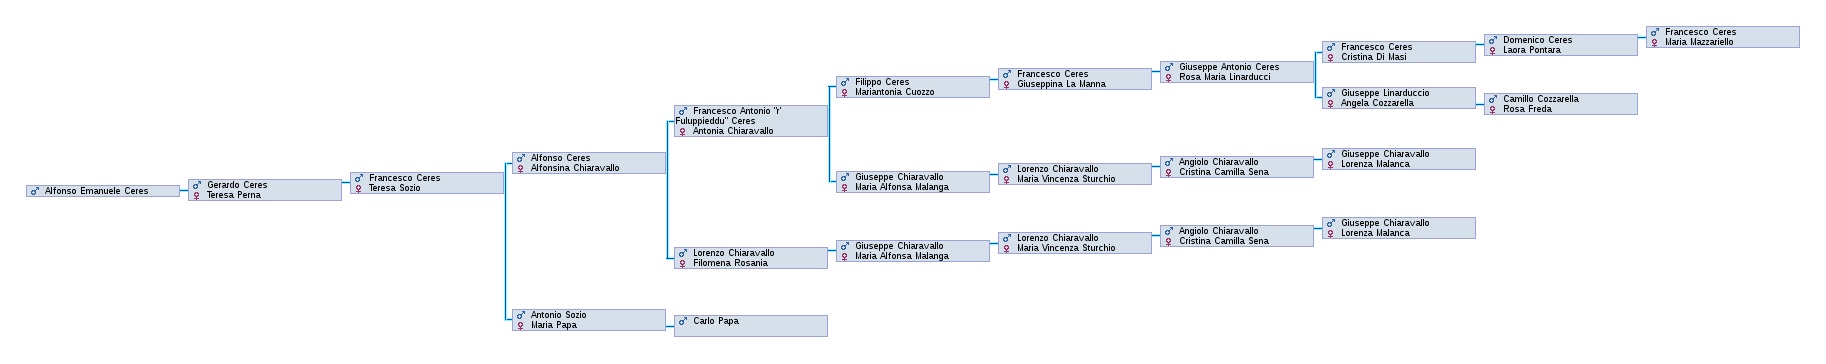 Alfonso Emanuele Ceres
Gerardo Ceres
Teresa Perna
Francesco Ceres
Teresa Sozio
Alfonso Ceres
Alfonsina Chiaravallo
Antonio Sozio
Maria Papa
Francesco Antonio "r'
Fuluppieddu" Ceres
Antonia Chiaravallo
Lorenzo Chiaravallo
Filomena Rosania
Carlo Papa
Filippo Ceres
Mariantonia Cuozzo
Giuseppe Chiaravallo
Maria Alfonsa Malanga
Giuseppe Chiaravallo
Maria Alfonsa Malanga
Francesco Ceres
Giuseppina La Manna
Lorenzo Chiaravallo
Maria Vincenza Sturchio
Lorenzo Chiaravallo
Maria Vincenza Sturchio
Giuseppe Antonio Ceres
Rosa Maria Linarducci
Angiolo Chiaravallo
Cristina Camilla Sena
Angiolo Chiaravallo
Cristina Camilla Sena
Francesco Ceres
Cristina Di Masi
Giuseppe Linarduccio
Angela Cozzarella
Giuseppe Chiaravallo
Lorenza Malanca
Giuseppe Chiaravallo
Lorenza Malanca
Domenico Ceres
Laora Pontara
Camillo Cozzarella
Rosa Freda
Francesco Ceres
Maria Mazzariello